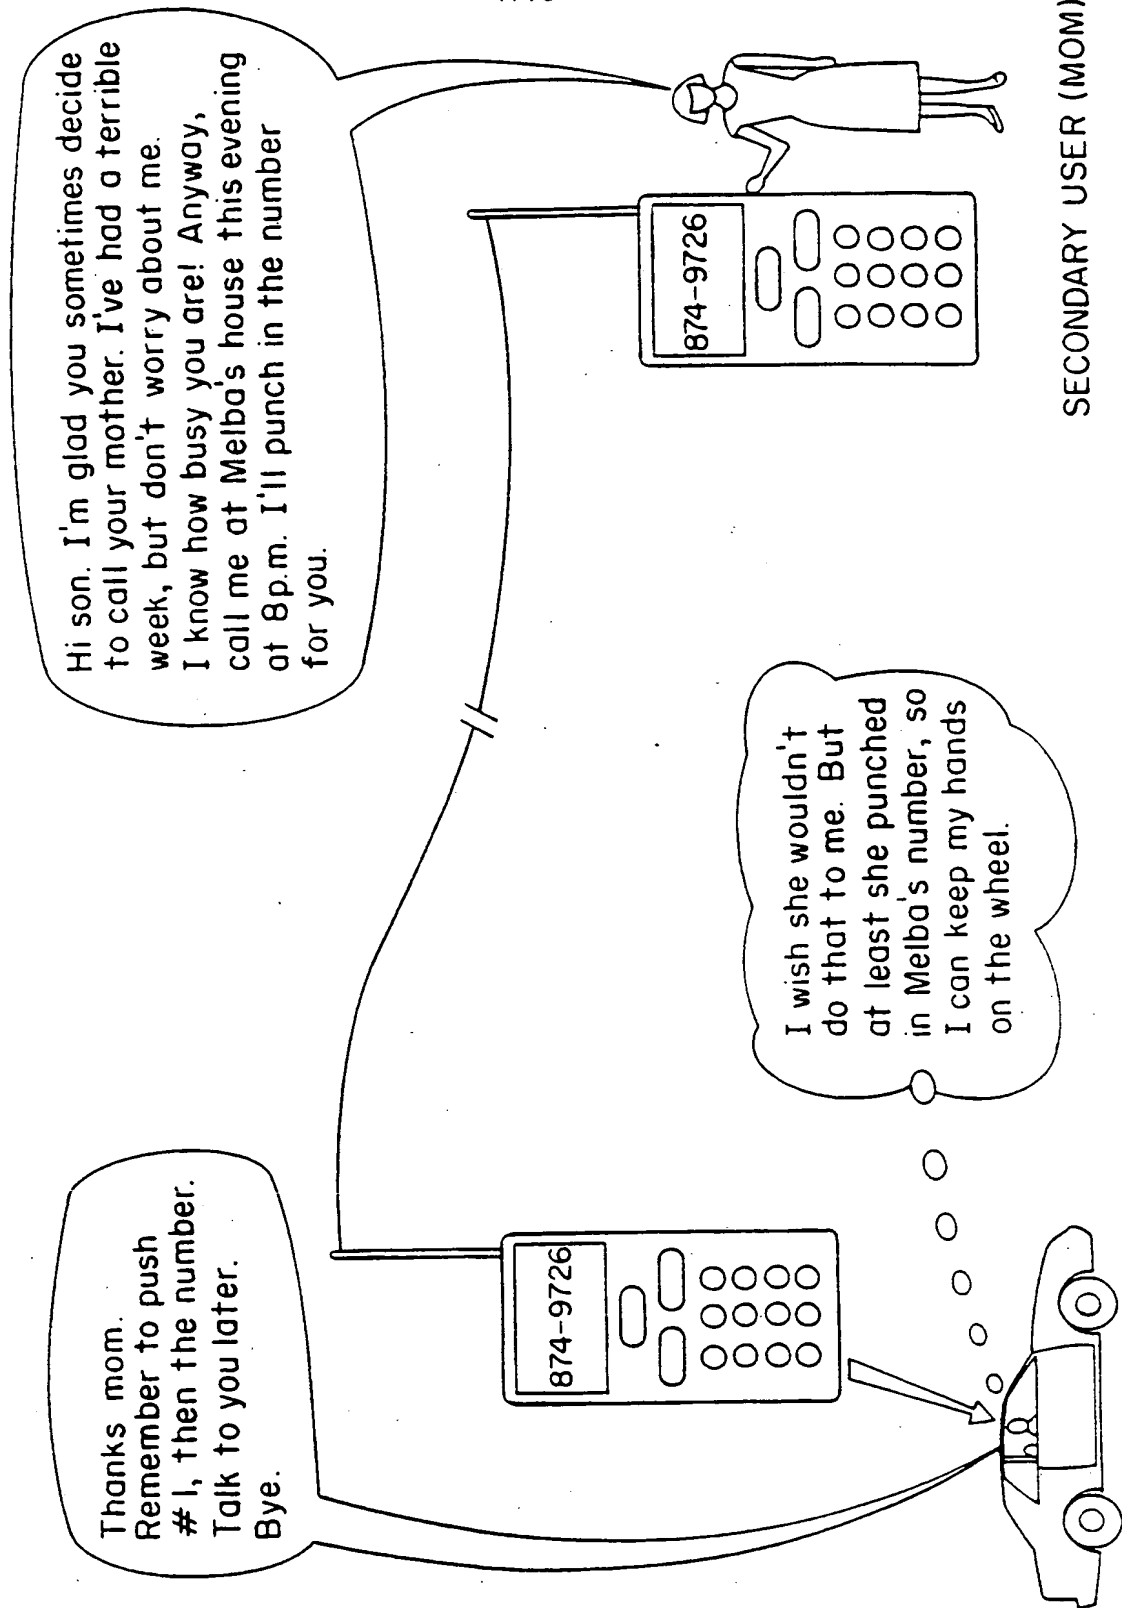 Thanks mom.
Remember to push
#1, then the number.
Talk to you later.
Bye.
Hi son. I'm glad you sometimes decide
to call your mother. I've had a terrible
week, but don't worry about me.
I know how busy you are! Anyway,
call me at Melba's house this evening
at 8p.m. I'll punch in the number
for you.
874-9726
874-9726
I wish she wouldn't
do that to me. But
at least she punched
in Melba's number, so
I can keep my hands
on the wheel.
SECONDARY USER (MOM)